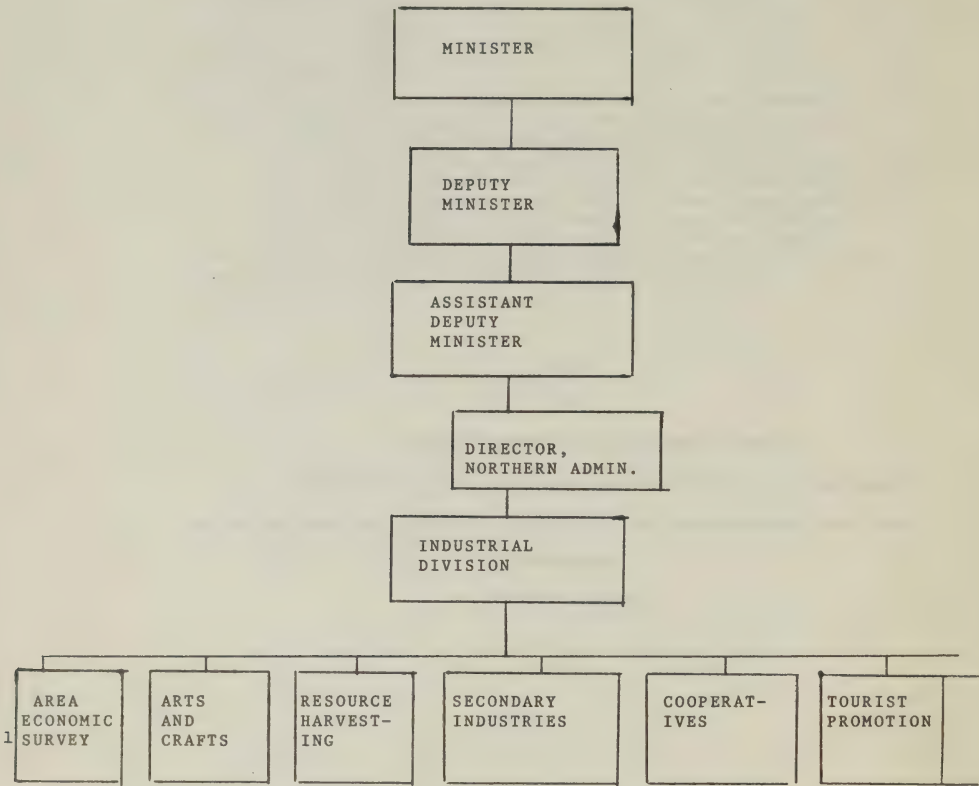 MINISTER
DEPUTY
MINISTER
ASSISTANT
DEPUTY
MINISTER
DIRECTOR,
NORTHERN ADMIN.
INDUSTRIAL
DIVISION
AREA
ECONOMIC
1 SURVEY
ARTS
AND
CRAFTS
RESOURCE
HARVEST-
ING
SECONDARY
INDUSTRIES
COOPERAT-
IVES
TOURIST
PROMOTION